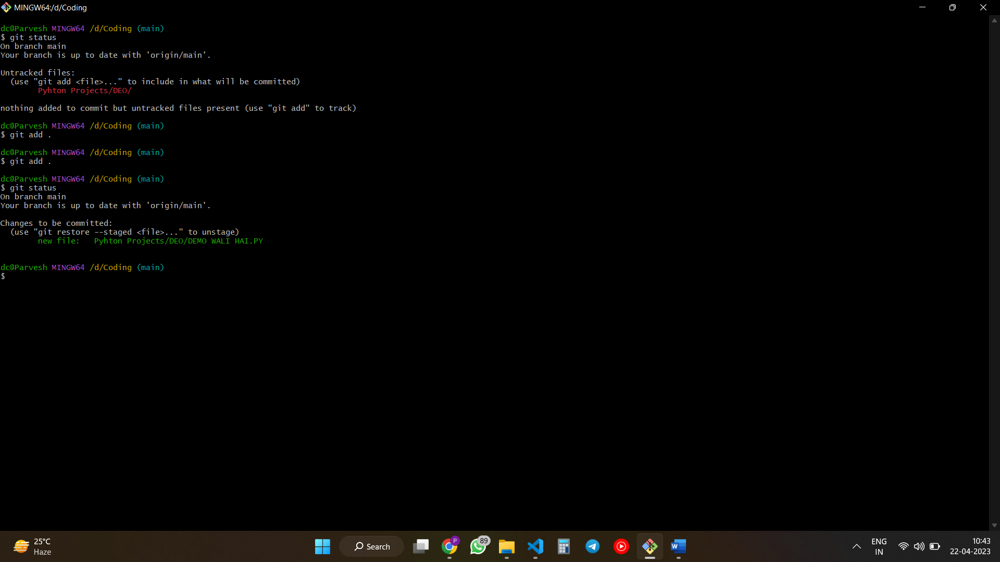 MINGW64:/d/Coding
dc@Parvesh MINGW64 /d/Coding (main)
$ git status
On branch main
Your branch is up to date with 'origin/main'.
Untracked files:
  (use "git add <file>..." to include in what will be committed)
        Pyhton Projects/DEO/
nothing added to commit but untracked files present (use "git add" to track)
dc@Parvesh MINGW64 /d/Coding (main)
$ git add .
dc@Parvesh MINGW64 /d/Coding (main)
$ git add .
dc@Parvesh MINGW64 /d/Coding (main)
$ git status
On branch main
Your branch is up to date with 'origin/main'.
Changes to be committed:
  (use "git restore --staged <file>..." to unstage)
        new file:   Pyhton Projects/DEO/DEMO WALI HAI.PY
dc@Parvesh MINGW64 /d/Coding (main)
$
25°C
Haze
Search
P
89
W
ENG
IN
10:43
22-04-2023